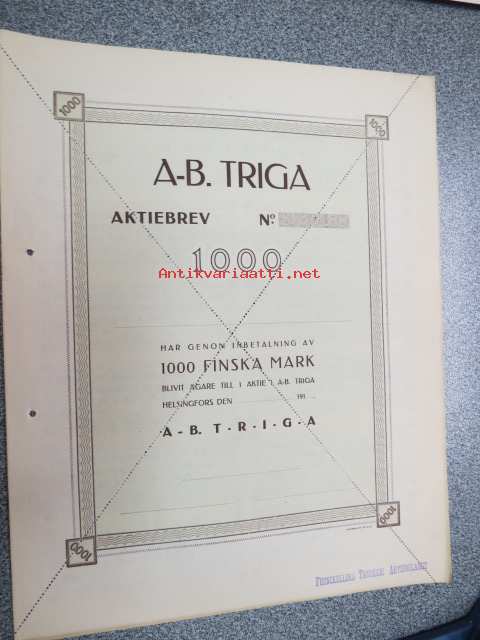 1000
1000
A-B. TRIGA
AKTIEBREV Nº
1000
Antikvariaatti.net
HAR GENOM INBETALNING AV
1000 FINSKA MARK
BLIVIT ÄGARE TILL 1 AKTIE I A-B. TRIGA
HELSINGFORS DEN 191
A-B. T-R-I-G-A
1000
1000